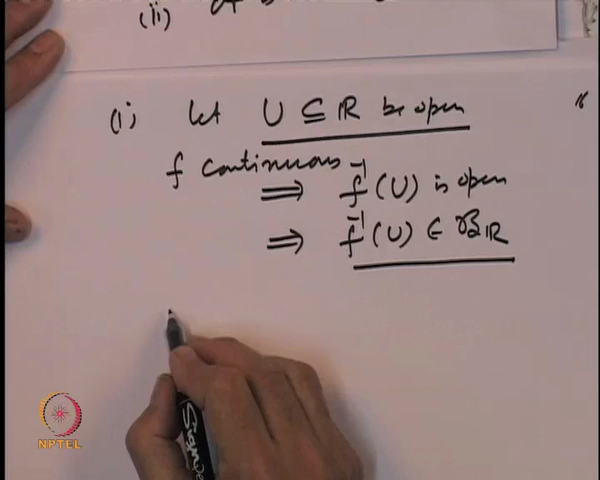 (ii)
(i) Let U ⊆ ℝ be open
f continuous
⟹ f⁻¹(U) is open
⟹ f⁻¹(U) ∈ 𝓑ℝ
NPTEL